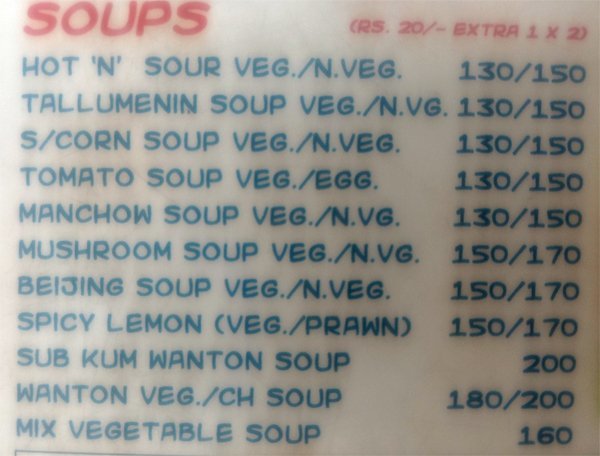 SOUPS (RS. 20/- EXTRA 1 X 2)
HOT 'N' SOUR VEG./N.VEG. 130/150
TALLUMENIN SOUP VEG./N.VG. 130/150
S/CORN SOUP VEG./N.VEG. 130/150
TOMATO SOUP VEG./EGG. 130/150
MANCHOW SOUP VEG./N.VG. 130/150
MUSHROOM SOUP VEG./N.VG. 150/170
BEIJING SOUP VEG./N.VEG. 150/170
SPICY LEMON (VEG./PRAWN) 150/170
SUB KUM WANTON SOUP 200
WANTON VEG./CH SOUP 180/200
MIX VEGETABLE SOUP 160